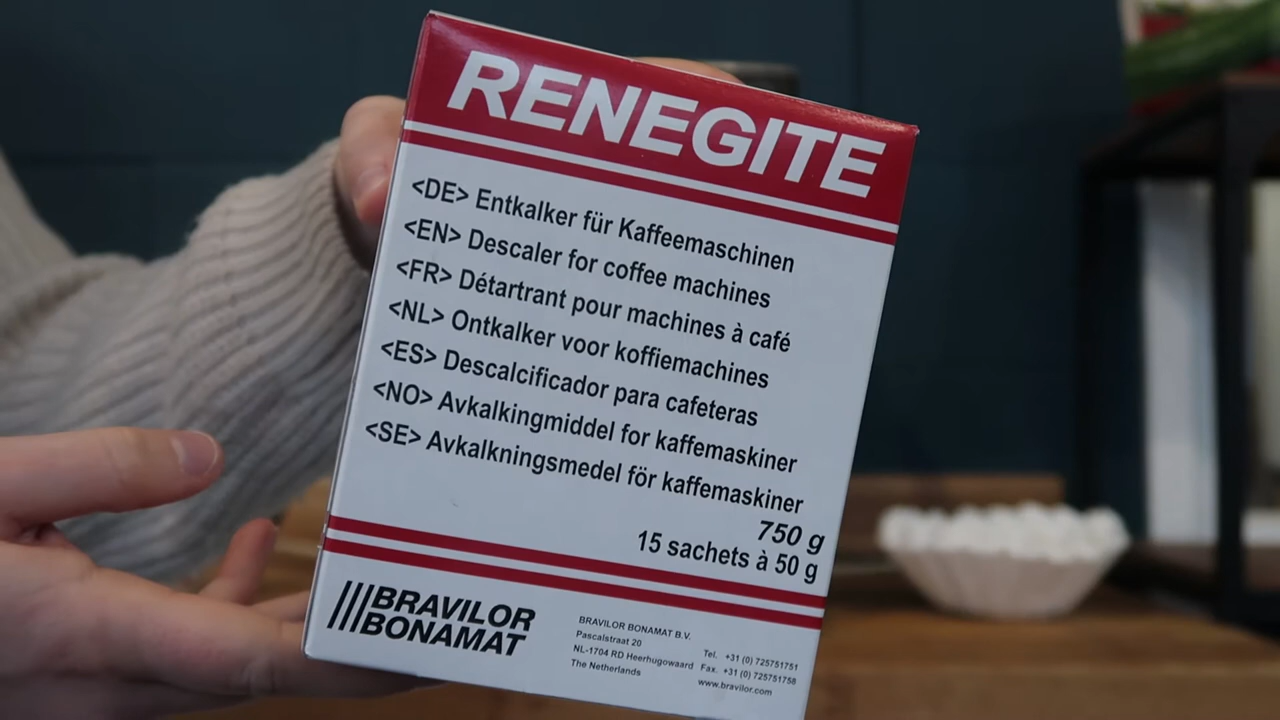 RENEGITE
<DE> Entkalker für Kaffeemaschinen
<EN> Descaler for coffee machines
<FR> Détartrant pour machines à café
<NL> Ontkalker voor koffiemachines
<ES> Descalcificador para cafeteras
<NO> Avkalkingmiddel for kaffemaskiner
<SE> Avkalkningsmedel för kaffemaskiner
750 g
15 sachets à 50 g
BRAVILOR
BONAMAT
BRAVILOR BONAMAT B.V.
Pascalstraat 20
NL-1704 RD Heerhugowaard
The Netherlands
Tel. +31 (0) 725751751
Fax. +31 (0) 725751758
www.bravilor.com